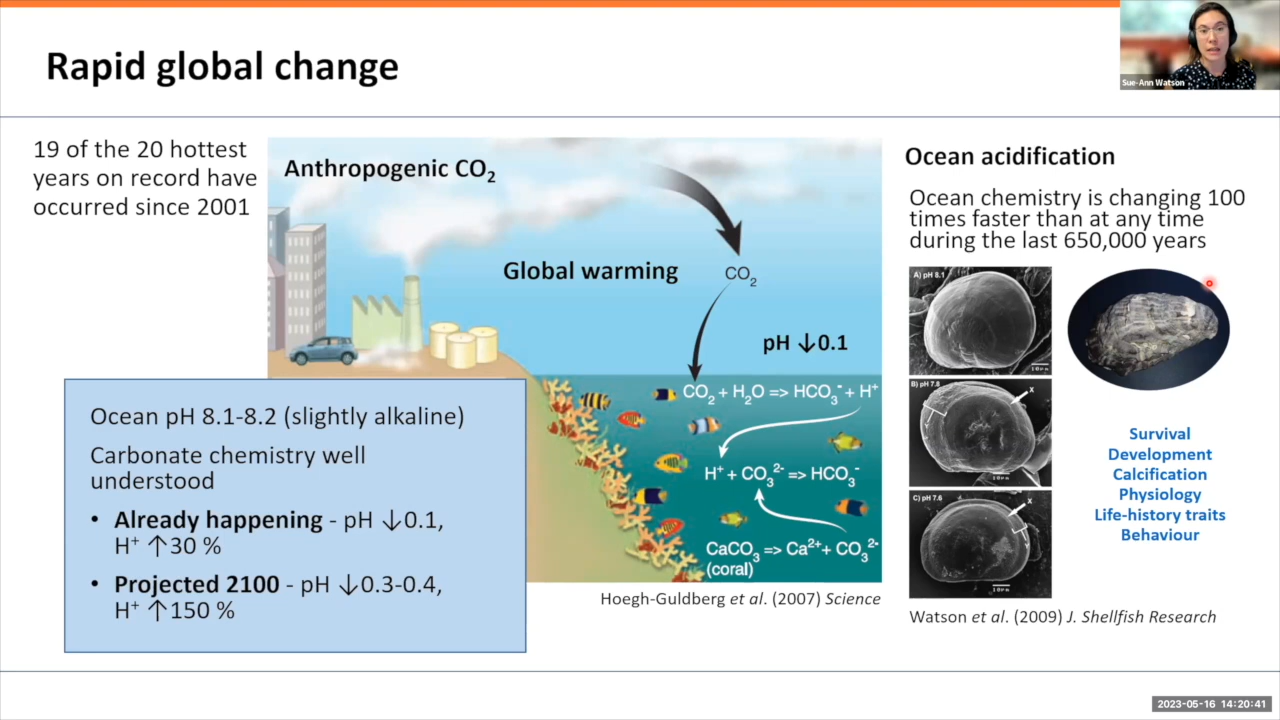 Rapid global change
Sue-Ann Watson
19 of the 20 hottest
years on record have
occurred since 2001
Anthropogenic CO₂
Global warming
CO₂
pH ↓0.1
CO₂ + H₂O => HCO₃⁻ + H⁺
H⁺ + CO₃²⁻ => HCO₃⁻
CaCO₃ => Ca²⁺ + CO₃²⁻
(coral)
Hoegh-Guldberg et al. (2007) Science
Ocean pH 8.1-8.2 (slightly alkaline)
Carbonate chemistry well
understood
• Already happening - pH ↓0.1,
H⁺ ↑30 %
• Projected 2100 - pH ↓0.3-0.4,
H⁺ ↑150 %
Ocean acidification
Ocean chemistry is changing 100
times faster than at any time
during the last 650,000 years
A) pH 8.1
10µm
B) pH 7.8
X
Y
10µm
C) pH 7.6
X
Y
10µm
Survival
Development
Calcification
Physiology
Life-history traits
Behaviour
Watson et al. (2009) J. Shellfish Research
2023-05-16 14:20:41